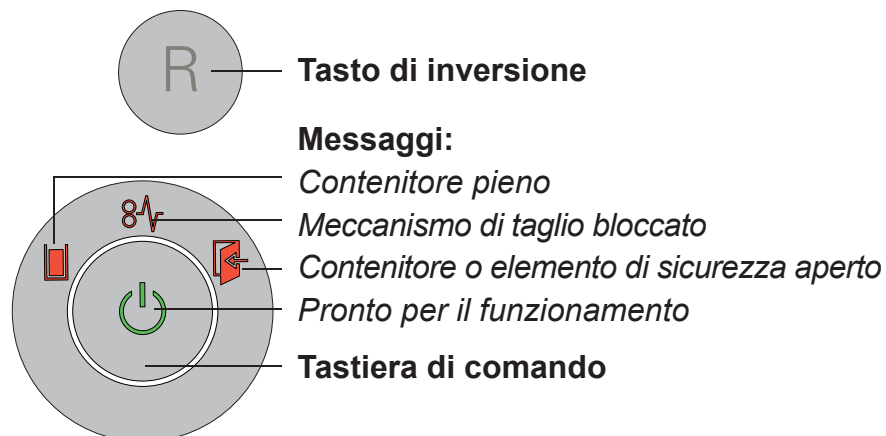 R
Tasto di inversione
Messaggi:
Contenitore pieno
Meccanismo di taglio bloccato
Contenitore o elemento di sicurezza aperto
Pronto per il funzionamento
Tastiera di comando